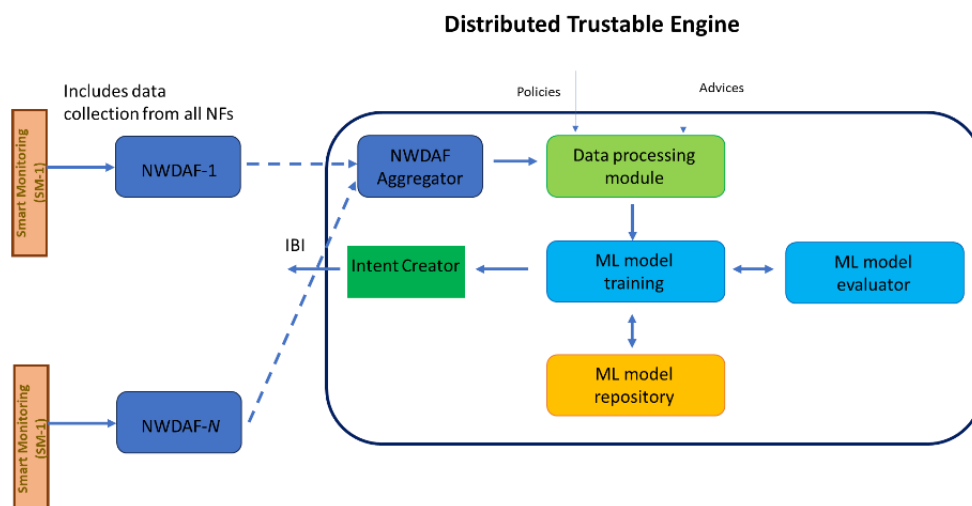 Distributed Trustable Engine
Includes data
collection from all NFs
Policies
Advices
Smart Monitoring
(SM-1)
NWDAF-1
NWDAF
Aggregator
Data processing
module
IBI
Intent Creator
ML model
training
ML model
evaluator
ML model
repository
Smart Monitoring
(SM-1)
NWDAF-N